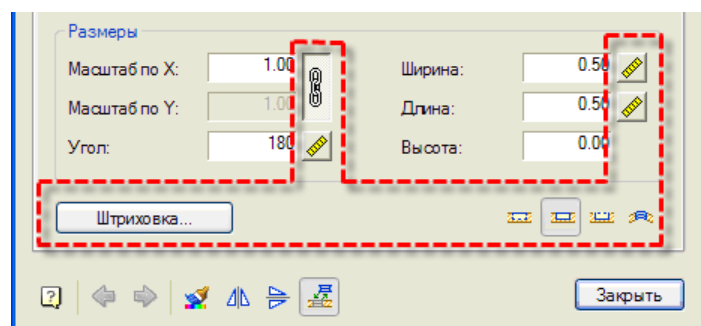 Размеры
Масштаб по X: 1.00 Ширина: 0.50
Масштаб по Y: 1.00 Длина: 0.50
Угол: 180 Высота: 0.00
Штриховка...
Закрыть